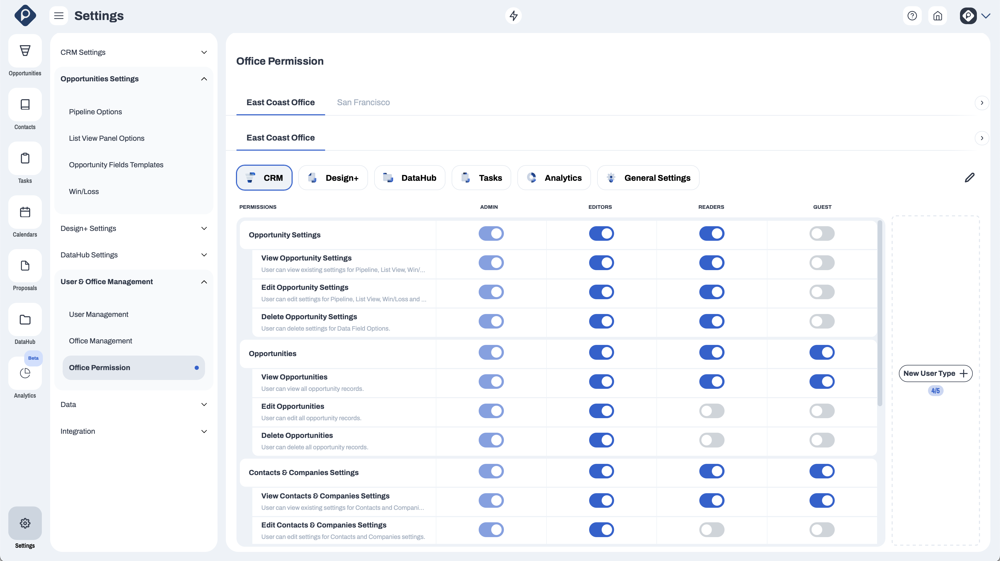 Settings
Opportunities
Contacts
Tasks
Calendars
Proposals
DataHub
Beta
Analytics
Settings
CRM Settings
Opportunities Settings
Pipeline Options
List View Panel Options
Opportunity Fields Templates
Win/Loss
Design+ Settings
DataHub Settings
User & Office Management
User Management
Office Management
Office Permission
Data
Integration
Office Permission
East Coast Office
San Francisco
East Coast Office
CRM
Design+
DataHub
Tasks
Analytics
General Settings
PERMISSIONS
ADMIN
EDITORS
READERS
GUEST
Opportunity Settings
View Opportunity Settings
User can view existing settings for Pipeline, List View, Win/...
Edit Opportunity Settings
User can edit settings for Pipeline, List View, Win/Loss and ...
Delete Opportunity Settings
User can delete settings for Data Field Options.
Opportunities
View Opportunities
User can view all opportunity records.
Edit Opportunities
User can edit all opportunity records.
Delete Opportunities
User can delete all opportunity records.
Contacts & Companies Settings
View Contacts & Companies Settings
User can view existing settings for Contacts and Compani...
Edit Contacts & Companies Settings
User can edit settings for Contacts and Companies settings.
New User Type
4/5